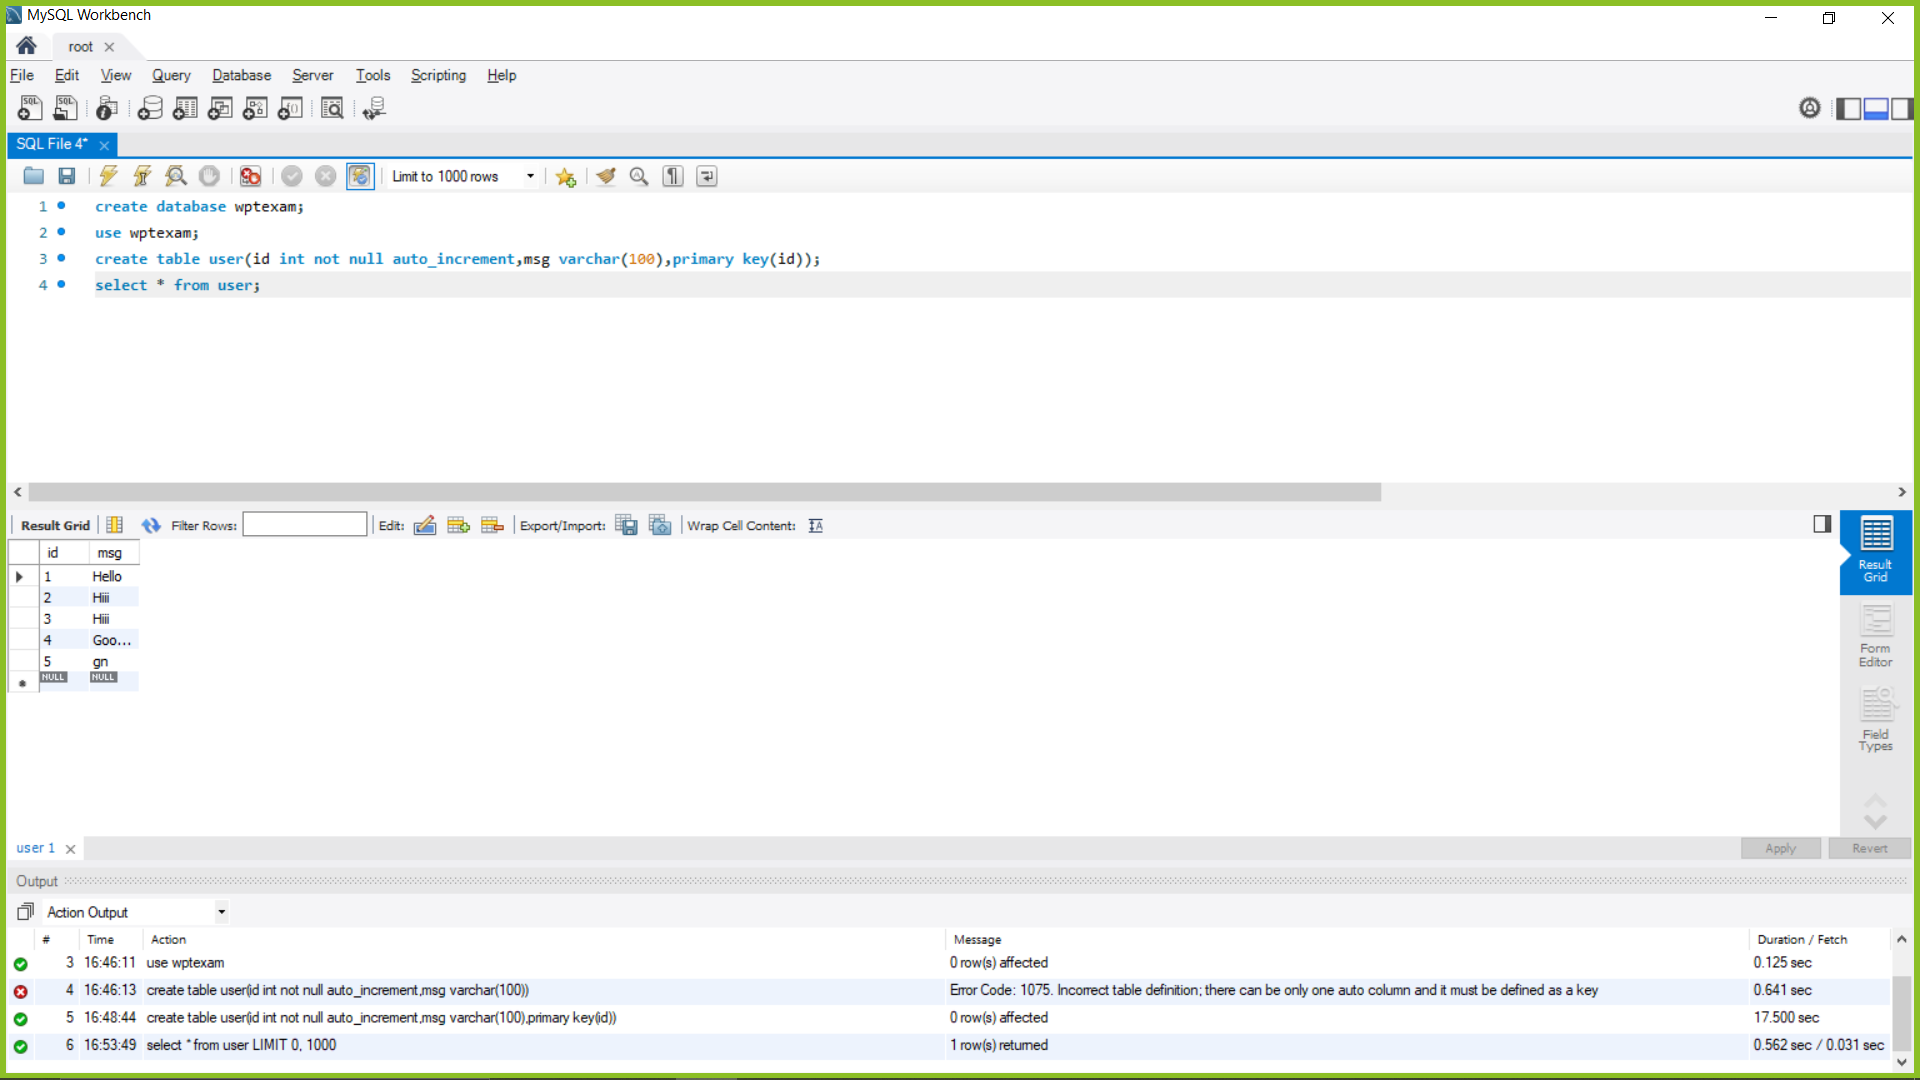 MySQL Workbench
root
File Edit View Query Database Server Tools Scripting Help
SQL File 4*
Limit to 1000 rows
1 create database wptexam;
2 use wptexam;
3 create table user(id int not null auto_increment,msg varchar(100),primary key(id));
4 select * from user;
Result Grid Filter Rows: Edit: Export/Import: Wrap Cell Content:
id msg
1 Hello
2 Hiii
3 Hiii
4 Goo...
5 gn
NULL NULL
Result
Grid
Form
Editor
Field
Types
user 1
Apply Revert
Output
Action Output
# Time Action Message Duration / Fetch
3 16:46:11 use wptexam 0 row(s) affected 0.125 sec
4 16:46:13 create table user(id int not null auto_increment,msg varchar(100)) Error Code: 1075. Incorrect table definition; there can be only one auto column and it must be defined as a key 0.641 sec
5 16:48:44 create table user(id int not null auto_increment,msg varchar(100),primary key(id)) 0 row(s) affected 17.500 sec
6 16:53:49 select * from user LIMIT 0, 1000 1 row(s) returned 0.562 sec / 0.031 sec